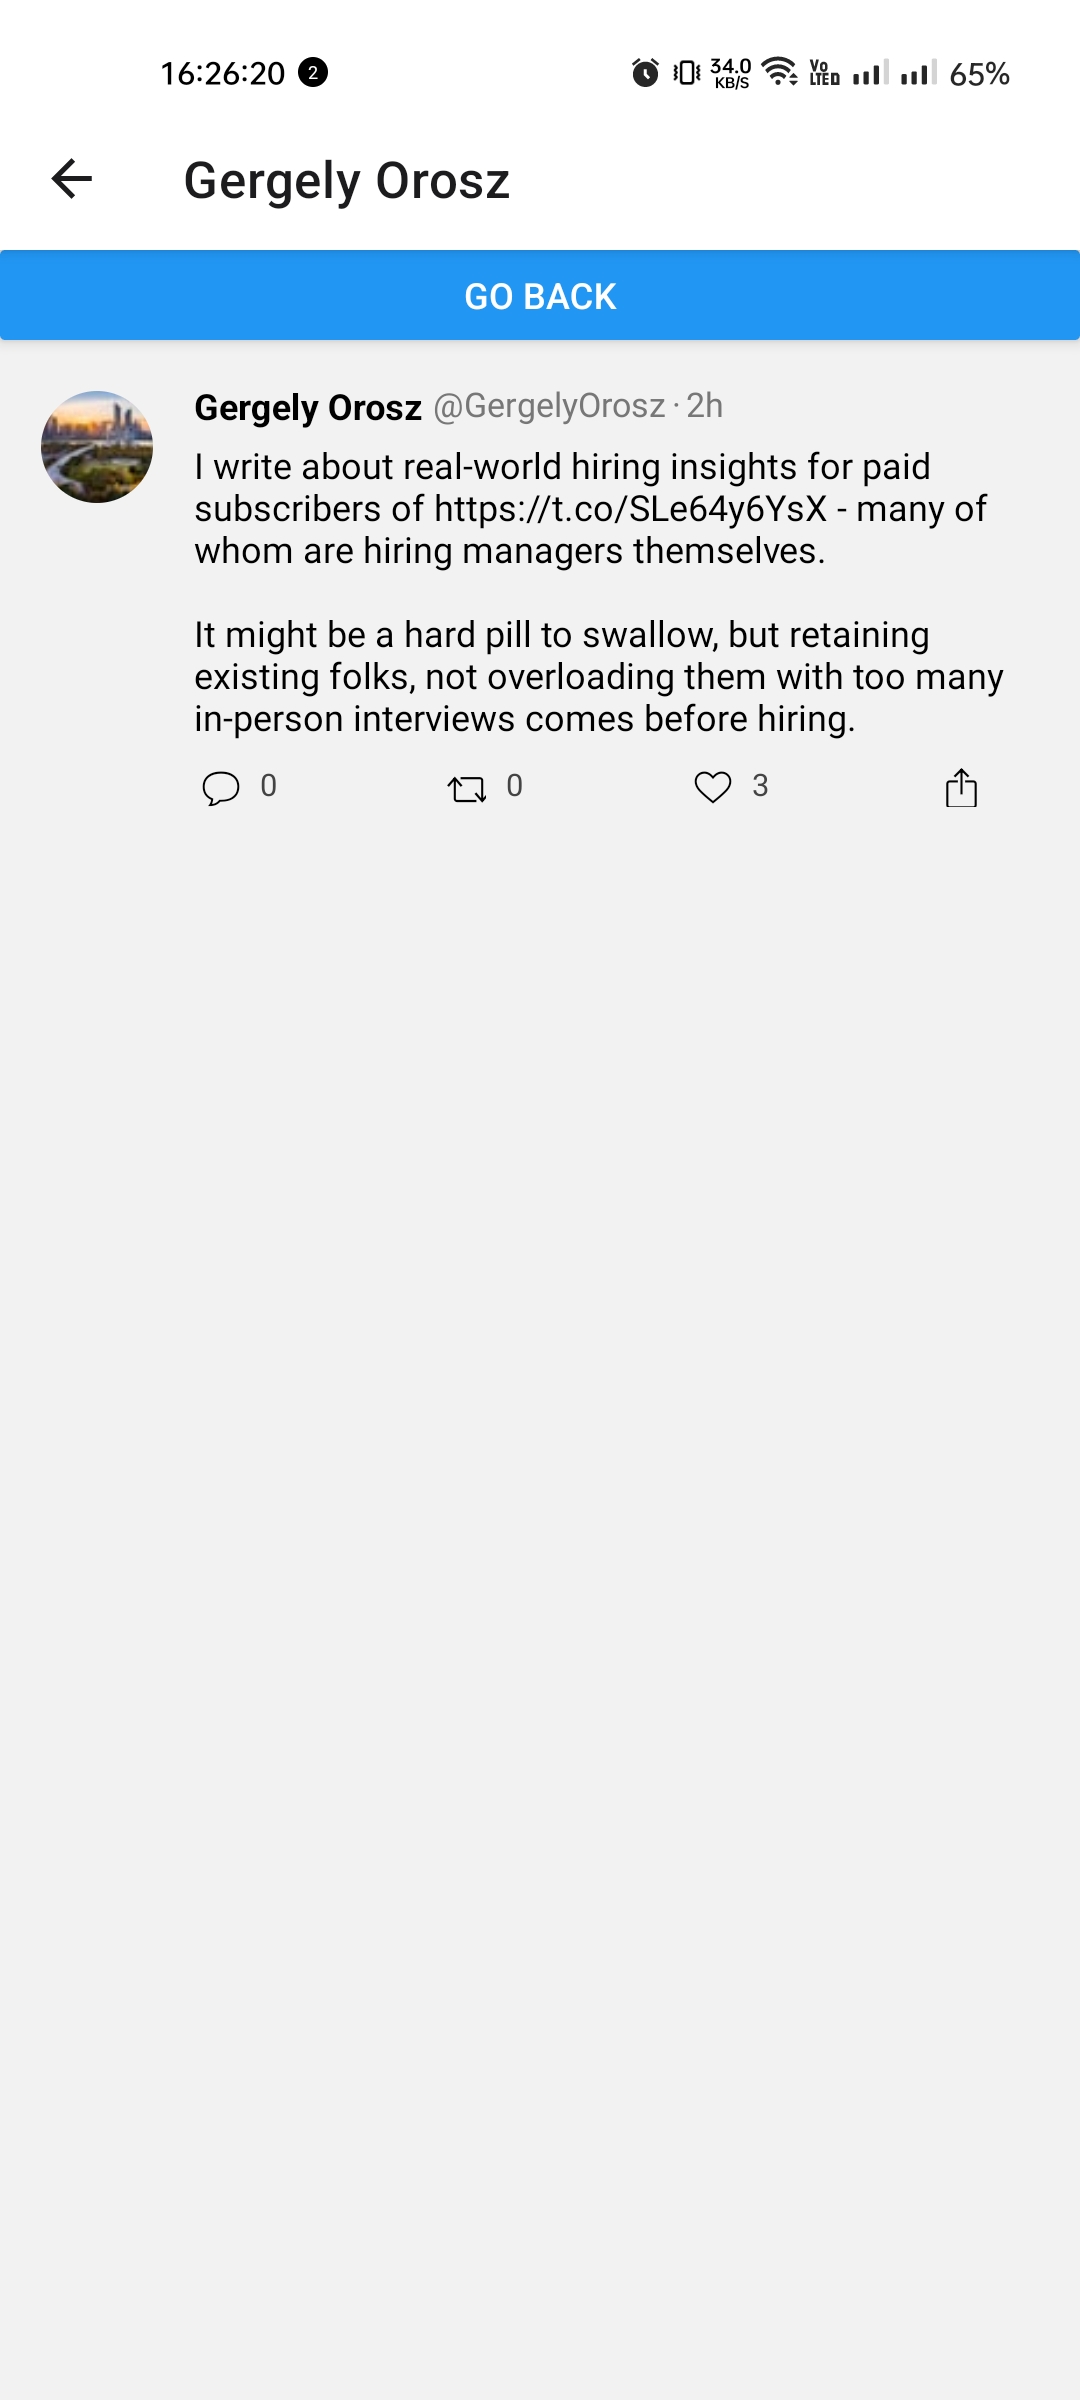 16:26:20 2 34.0 KB/S Vo LTED 65%
Gergely Orosz
GO BACK
Gergely Orosz @GergelyOrosz · 2h
I write about real-world hiring insights for paid
subscribers of https://t.co/SLe64y6YsX - many of
whom are hiring managers themselves.
It might be a hard pill to swallow, but retaining
existing folks, not overloading them with too many
in-person interviews comes before hiring.
0 0 3